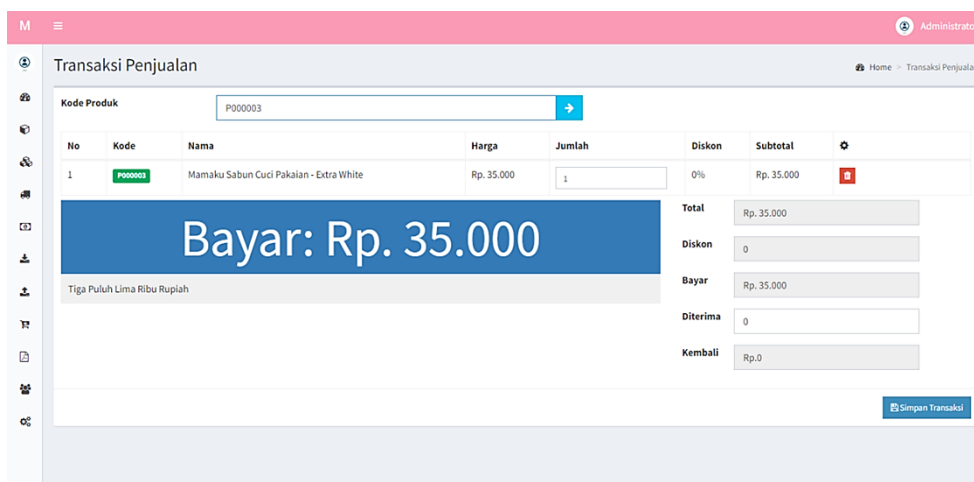 M Administrato
Transaksi Penjualan
Home > Transaksi Penjuala
Kode Produk P000003
No Kode Nama Harga Jumlah Diskon Subtotal
1 P000003 Mamaku Sabun Cuci Pakaian - Extra White Rp. 35.000 1 0% Rp. 35.000
Bayar: Rp. 35.000
Tiga Puluh Lima Ribu Rupiah
Total Rp. 35.000
Diskon 0
Bayar Rp. 35.000
Diterima 0
Kembali Rp.0
Simpan Transaksi